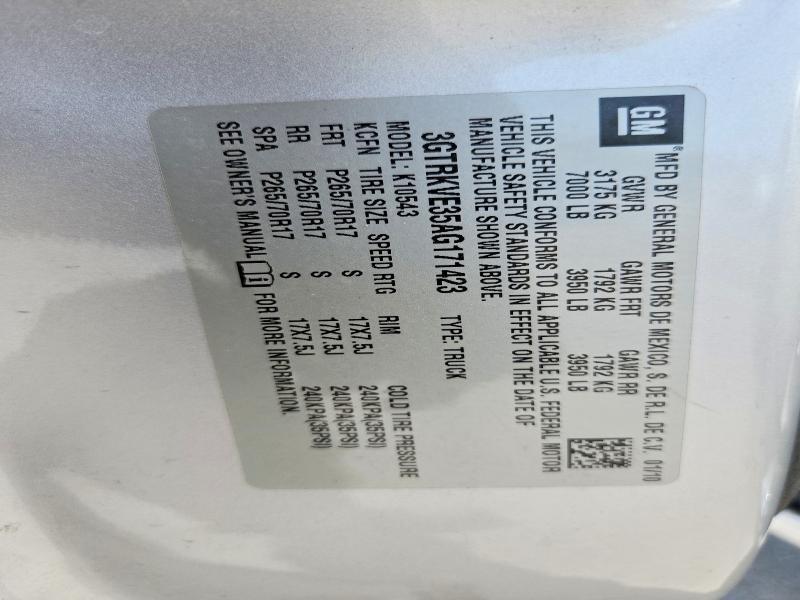 GM
®MFD BY GENERAL MOTORS DE MEXICO, S. DE R.L. DE C.V. 01/10
GVWR GAWR FRT GAWR RR
3175 KG 1792 KG 1792 KG
7000 LB 3950 LB 3950 LB
THIS VEHICLE CONFORMS TO ALL APPLICABLE U.S. FEDERAL MOTOR
VEHICLE SAFETY STANDARDS IN EFFECT ON THE DATE OF
MANUFACTURE SHOWN ABOVE.
3GTRKVE35AG171423 TYPE: TRUCK
MODEL: K10543
KCFN TIRE SIZE SPEED RTG RIM COLD TIRE PRESSURE
FRT P265/70R17 S 17X7.5J 240KPA(35PSI)
RR P265/70R17 S 17X7.5J 240KPA(35PSI)
SPA P265/70R17 S 17X7.5J 240KPA(35PSI)
SEE OWNER'S MANUAL FOR MORE INFORMATION.